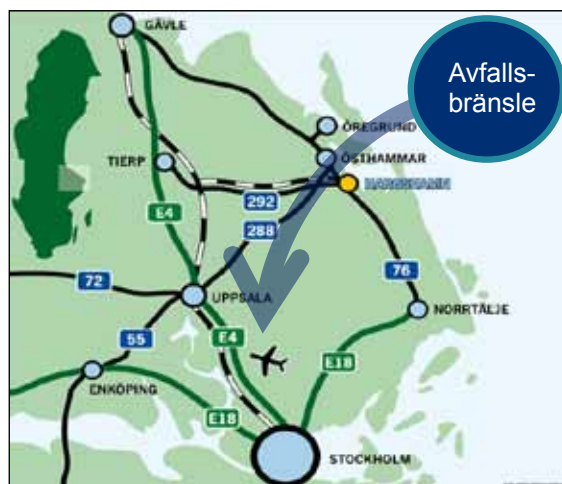 GÄVLE
Avfalls-
bränsle
ÖREGRUND
TIERP
ÖSTHAMMAR
HARGSHAMN
292
E4
288
72
76
UPPSALA
NORRTÄLJE
55
E4
E18
ENKÖPING
E18
STOCKHOLM